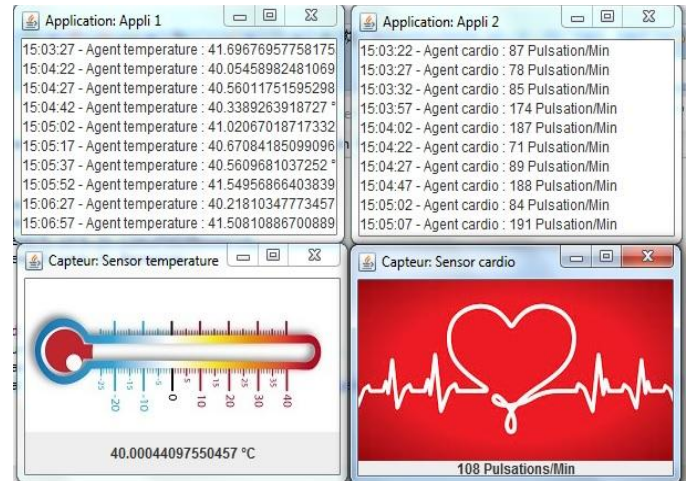 Application: Appli 1
15:03:27 - Agent temperature : 41.69676957758175
15:04:22 - Agent temperature : 40.05458982481069
15:04:27 - Agent temperature : 40.56011751595298
15:04:42 - Agent temperature : 40.3389263918727 °
15:05:02 - Agent temperature : 41.02067018717332
15:05:17 - Agent temperature : 40.67084185099096
15:05:37 - Agent temperature : 40.5609681037252 °
15:05:52 - Agent temperature : 41.54956866403839
15:06:27 - Agent temperature : 40.21810347773457
15:06:57 - Agent temperature : 41.50810886700889
Application: Appli 2
15:03:22 - Agent cardio : 87 Pulsation/Min
15:03:27 - Agent cardio : 78 Pulsation/Min
15:03:32 - Agent cardio : 85 Pulsation/Min
15:03:57 - Agent cardio : 174 Pulsation/Min
15:04:02 - Agent cardio : 187 Pulsation/Min
15:04:22 - Agent cardio : 71 Pulsation/Min
15:04:27 - Agent cardio : 89 Pulsation/Min
15:04:47 - Agent cardio : 188 Pulsation/Min
15:05:02 - Agent cardio : 84 Pulsation/Min
15:05:07 - Agent cardio : 191 Pulsation/Min
Capteur: Sensor temperature
-25 -15 -5 5 15 25 35
-20 -10 0 10 20 30 40
40.00044097550457 °C
Capteur: Sensor cardio
108 Pulsations/Min